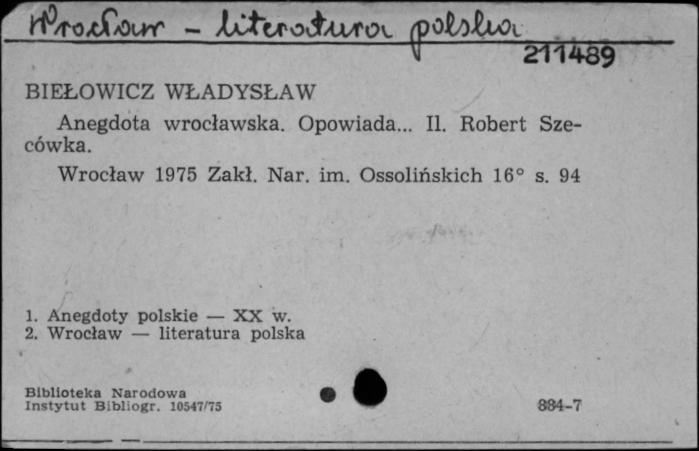 Wrocław – literatura polska
211489
BIEŁOWICZ WŁADYSŁAW
Anegdota wrocławska. Opowiada... Il. Robert Sze-
cówka.
Wrocław 1975 Zakł. Nar. im. Ossolińskich 16° s. 94
1. Anegdoty polskie — XX w.
2. Wrocław — literatura polska
Biblioteka Narodowa
Instytut Bibliogr. 10547/75
884-7